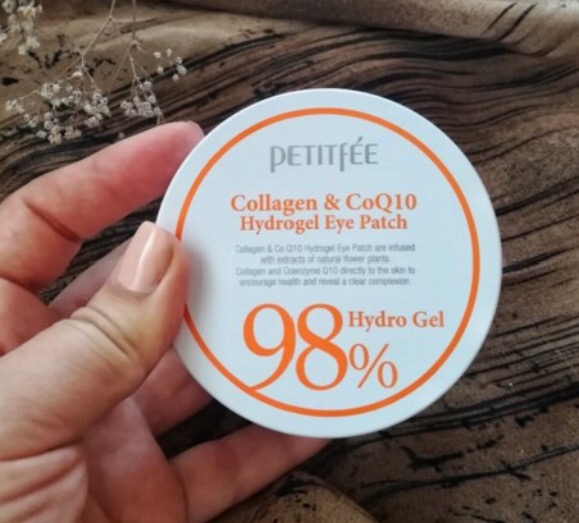 PETITFÉE
Collagen & CoQ10
Hydrogel Eye Patch
Collagen & Co Q10 Hydrogel Eye Patch are infused
with extracts of natural flower plants.
Collagen and Coenzyme Q10 directly to the skin to
encourage health and reveal a clear complexion.
98% Hydro Gel